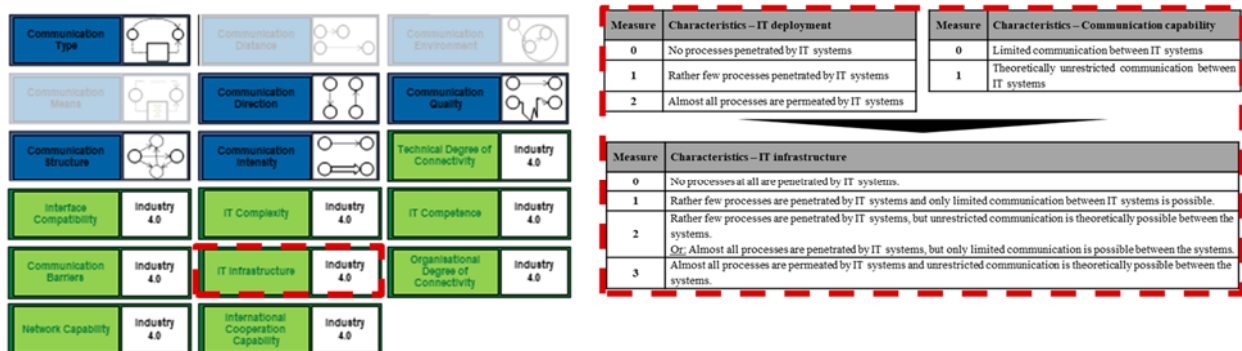 Communication
Type
Communication
Distance
Communication
Environment
Communication
Means
Communication
Direction
Communication
Quality
Communication
Structure
Communication
Intensity
Technical Degree of
Connectivity
Industry
4.0
Interface
Compatibility
Industry
4.0
IT Complexity
Industry
4.0
IT Competence
Industry
4.0
Communication
Barriers
Industry
4.0
IT Infrastructure
Industry
4.0
Organisational
Degree of
Connectivity
Industry
4.0
Network Capability
Industry
4.0
International
Cooperation
Capability
Industry
4.0
Measure Characteristics – IT deployment
0 No processes penetrated by IT systems
1 Rather few processes penetrated by IT systems
2 Almost all processes are permeated by IT systems
Measure Characteristics – Communication capability
0 Limited communication between IT systems
1 Theoretically unrestricted communication between
IT systems
Measure Characteristics – IT infrastructure
0 No processes at all are penetrated by IT systems.
1 Rather few processes are penetrated by IT systems and only limited communication between IT systems is possible.
2 Rather few processes are penetrated by IT systems, but unrestricted communication is theoretically possible between the
systems.
Or: Almost all processes are penetrated by IT systems, but only limited communication is possible between the systems.
3 Almost all processes are permeated by IT systems and unrestricted communication is theoretically possible between the
systems.